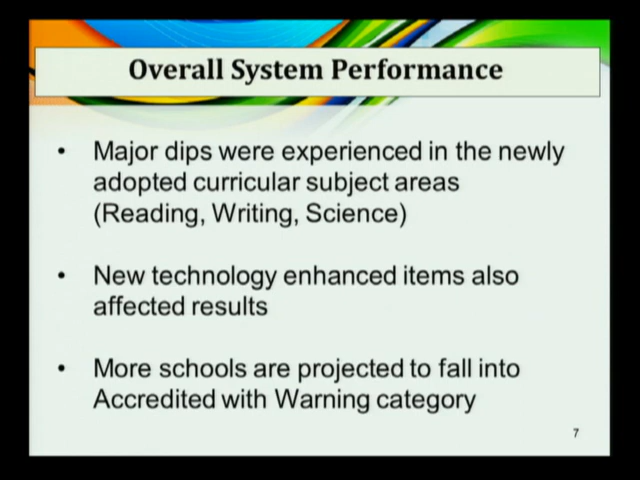 Overall System Performance
• Major dips were experienced in the newly
adopted curricular subject areas
(Reading, Writing, Science)
• New technology enhanced items also
affected results
• More schools are projected to fall into
Accredited with Warning category
7